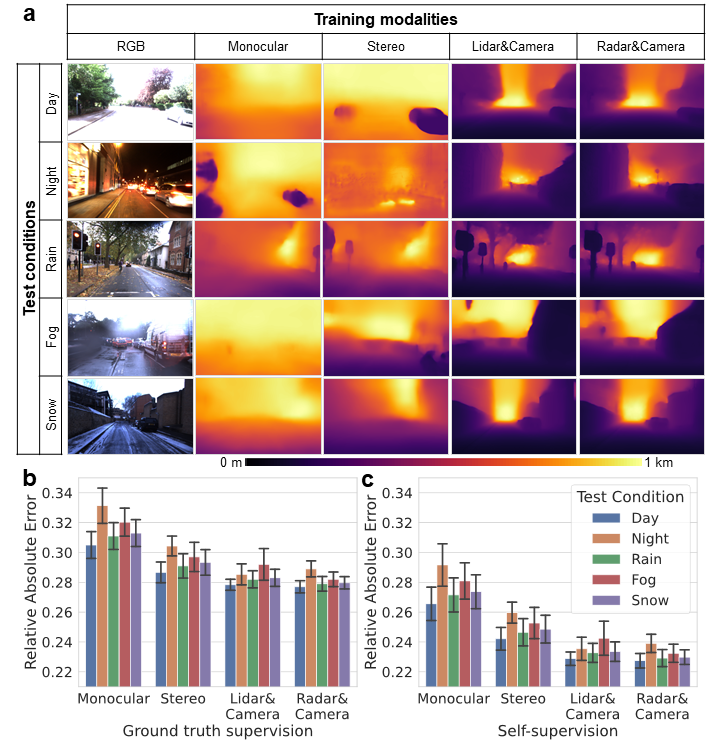 a
Training modalities
RGB Monocular Stereo Lidar&Camera Radar&Camera
Test conditions
Day
Night
Rain
Fog
Snow
0 m 1 km
b
Relative Absolute Error
0.34
0.32
0.30
0.28
0.26
0.24
0.22
Monocular Stereo Lidar& Radar&
Camera Camera
Ground truth supervision
c
Relative Absolute Error
0.34
0.32
0.30
0.28
0.26
0.24
0.22
Test Condition
Day
Night
Rain
Fog
Snow
Monocular Stereo Lidar& Radar&
Camera Camera
Self-supervision